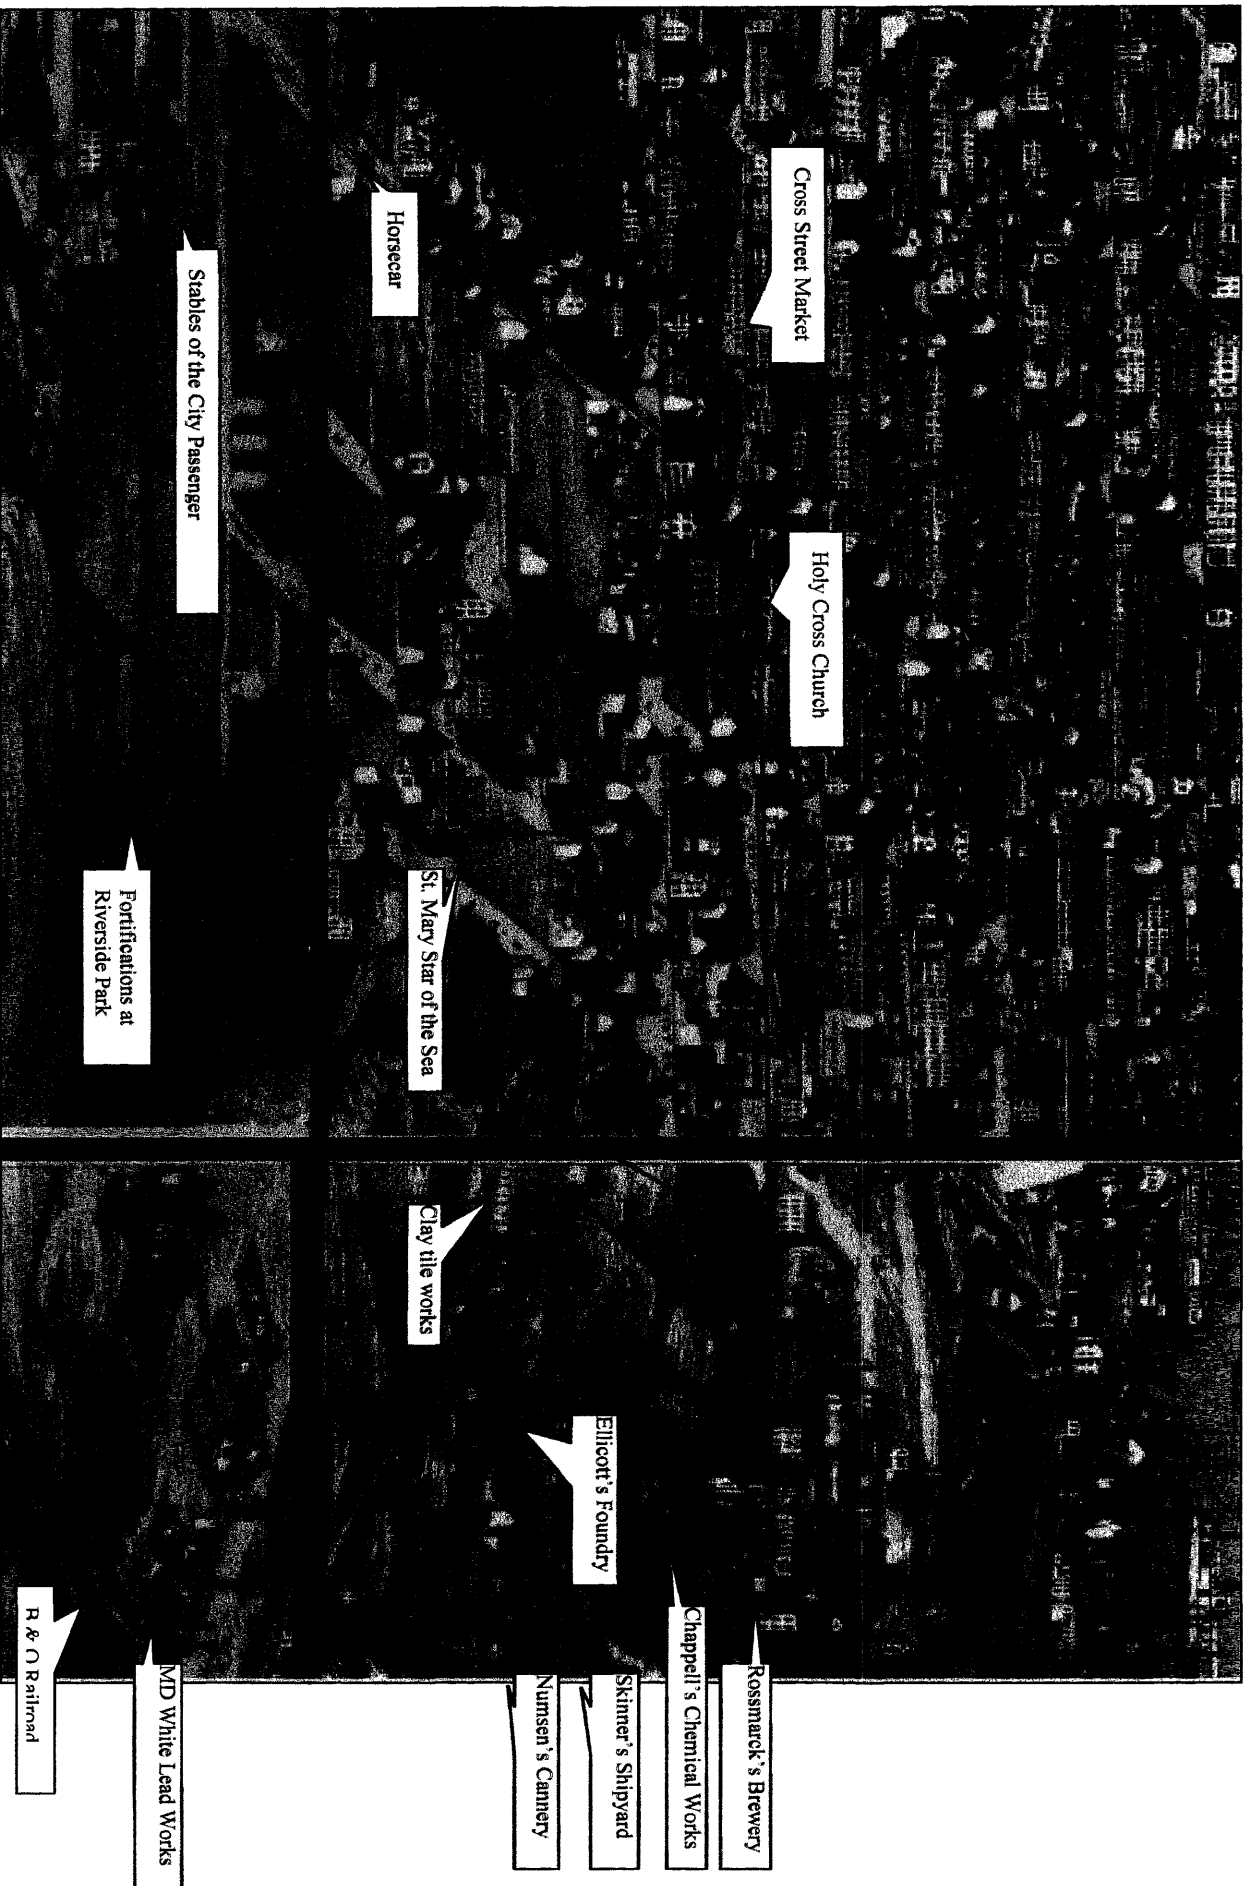 Cross Street Market
Holy Cross Church
Horsecar
Stables of the City Passenger
St. Mary Star of the Sea
Fortifications at
Riverside Park
Rossmarck's Brewery
Chappell's Chemical Works
Skinner's Shipyard
Ellicott's Foundry
Numsen's Cannery
Clay tile works
MD White Lead Works
B & O Railroad